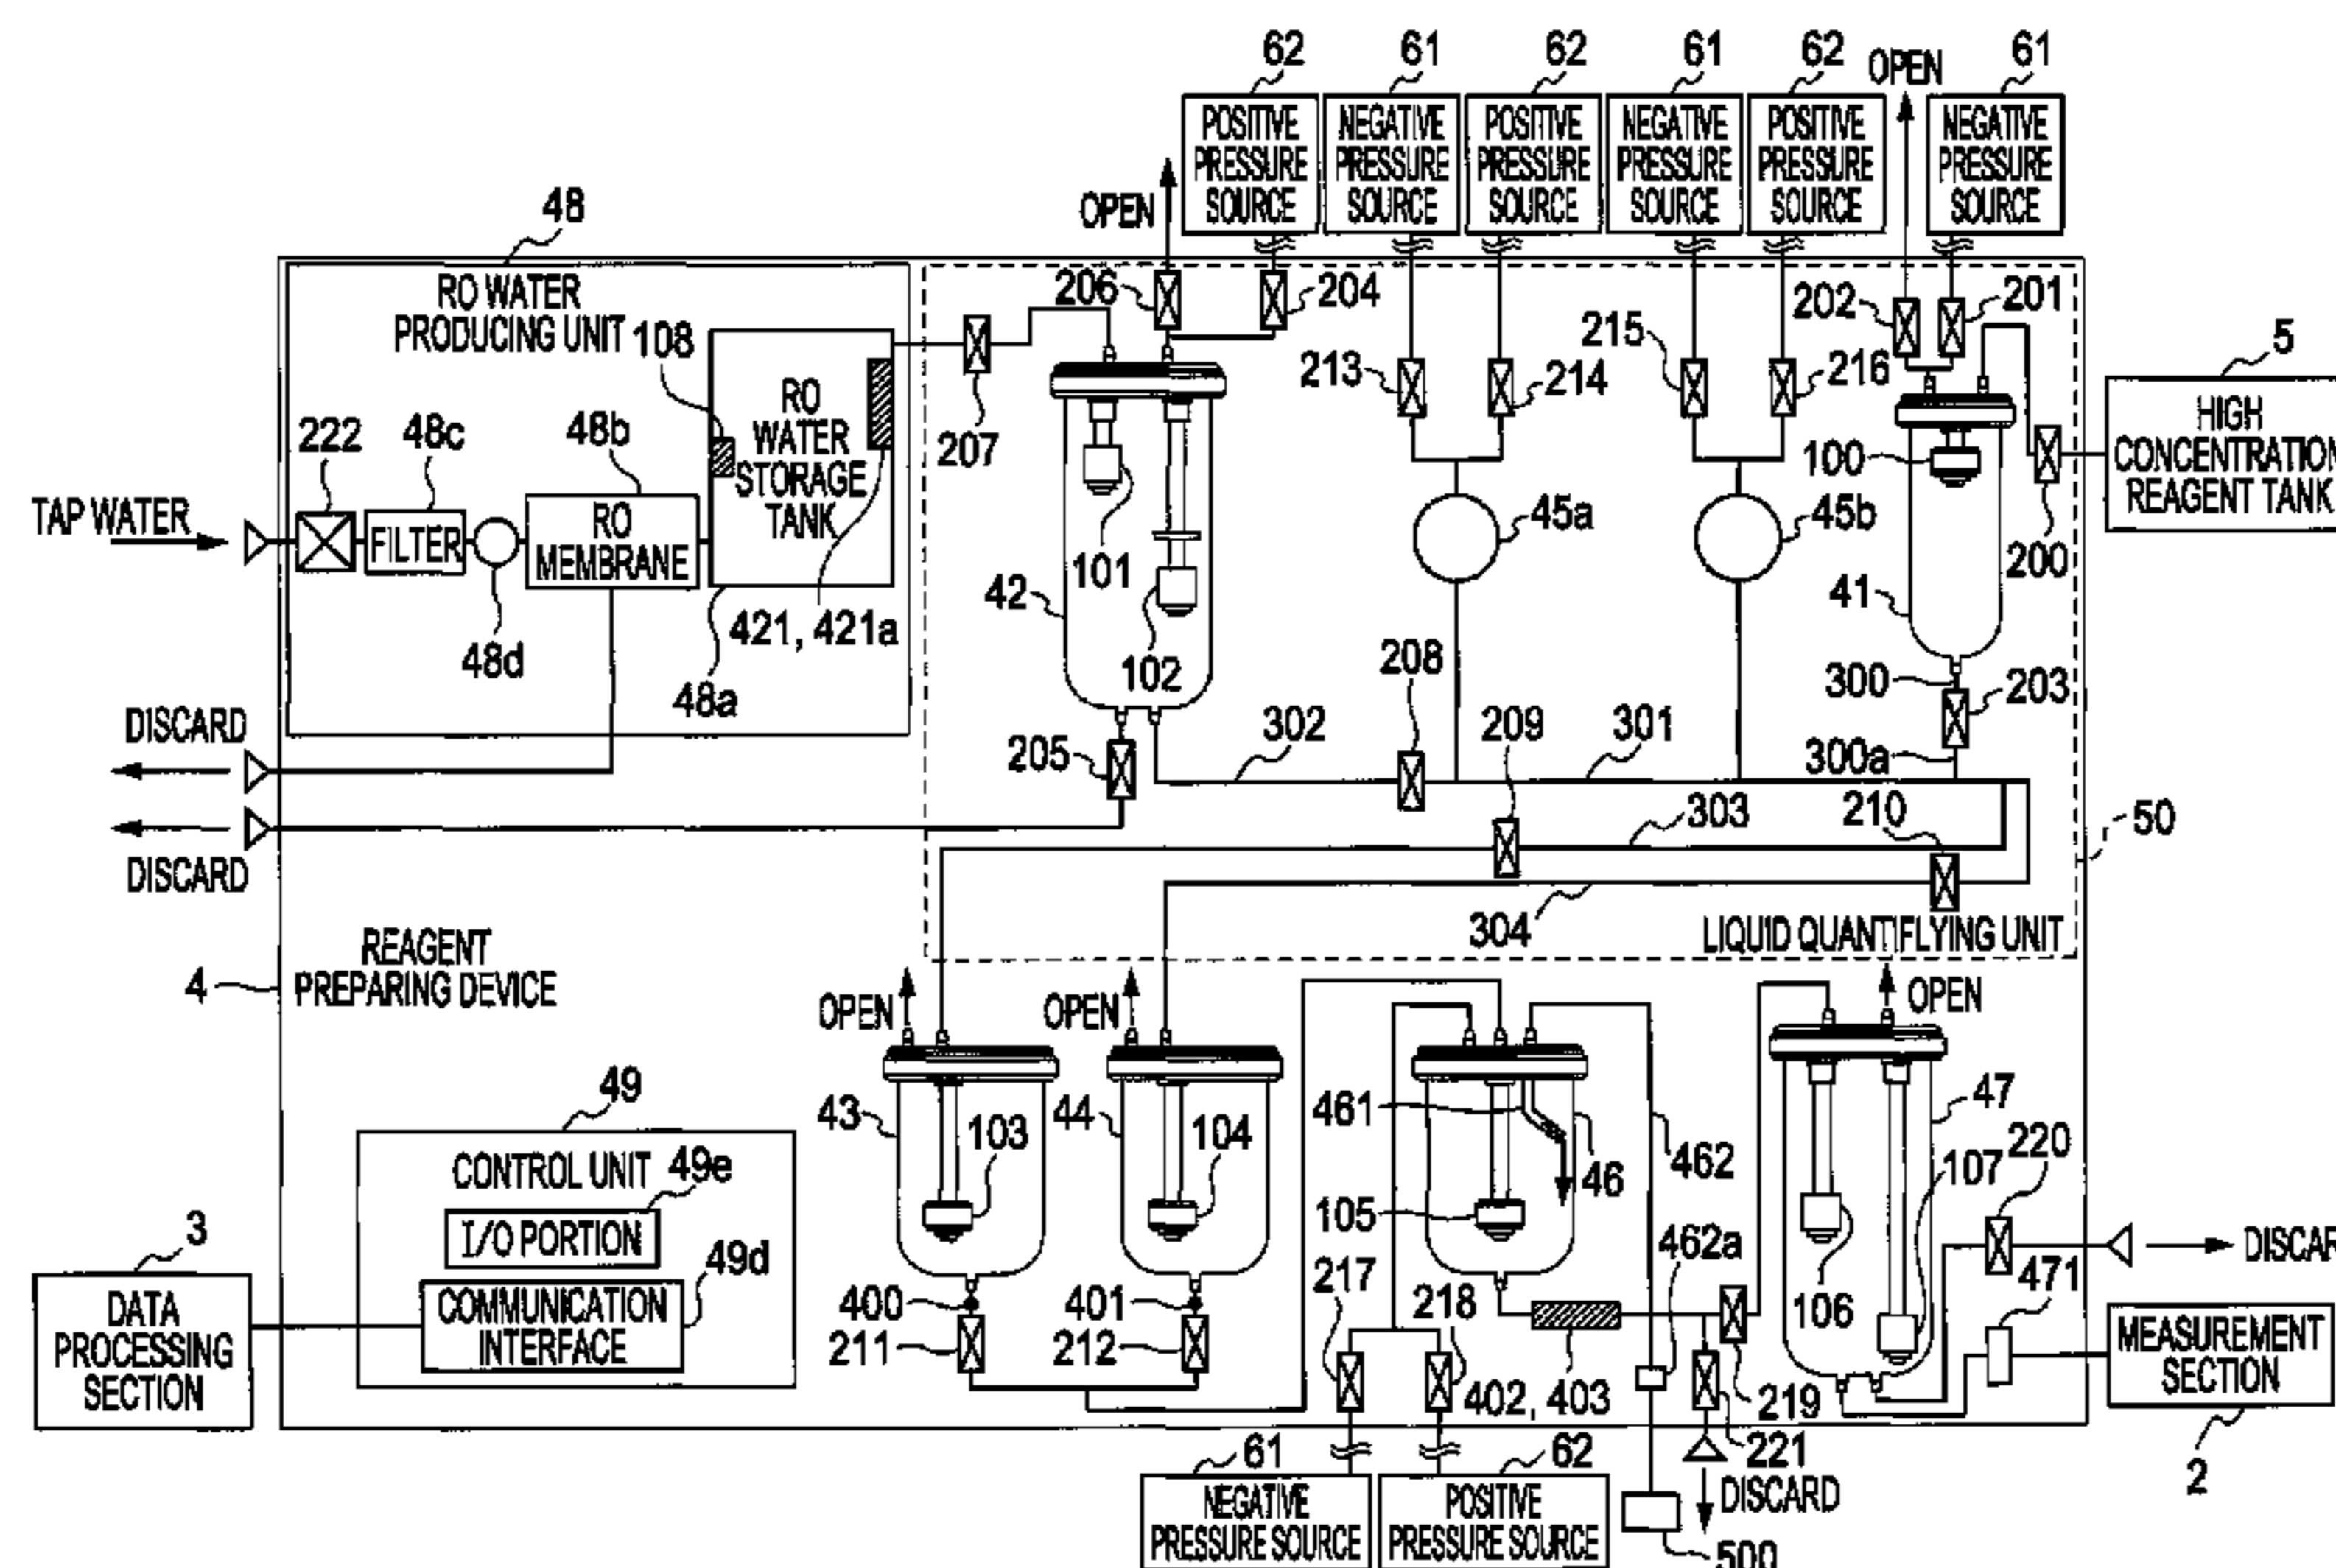 62
61
62
61
62
61
OPEN
POSITIVE
PRESSURE
SOURCE
NEGATIVE
PRESSURE
SOURCE
POSITIVE
PRESSURE
SOURCE
NEGATIVE
PRESSURE
SOURCE
POSITIVE
PRESSURE
SOURCE
NEGATIVE
PRESSURE
SOURCE
OPEN
48
RO WATER
PRODUCING UNIT
108
206
204
202
201
213
214
215
216
5
HIGH
CONCENTRATION
REAGENT TANK
222
48c
48b
RO
WATER
STORAGE
TANK
207
100
200
TAP WATER
FILTER
RO
MEMBRANE
101
45a
45b
42
41
48d
421, 421a
102
208
300
203
48a
DISCARD
205
302
209
301
300a
303
210
50
DISCARD
304
LIQUID QUANTIFLYING UNIT
REAGENT
PREPARING DEVICE
4
OPEN
OPEN
OPEN
49
43
103
44
104
461
46
462
47
220
107
CONTROL UNIT
49e
I/O PORTION
105
462a
DISCAR
3
49d
217
218
106
471
DATA
PROCESSING
SECTION
COMMUNICATION
INTERFACE
400
211
401
212
402, 403
219
MEASUREMENT
SECTION
61
62
221
2
NEGATIVE
PRESSURE SOURCE
POSITIVE
PRESSURE SOURCE
DISCARD
500